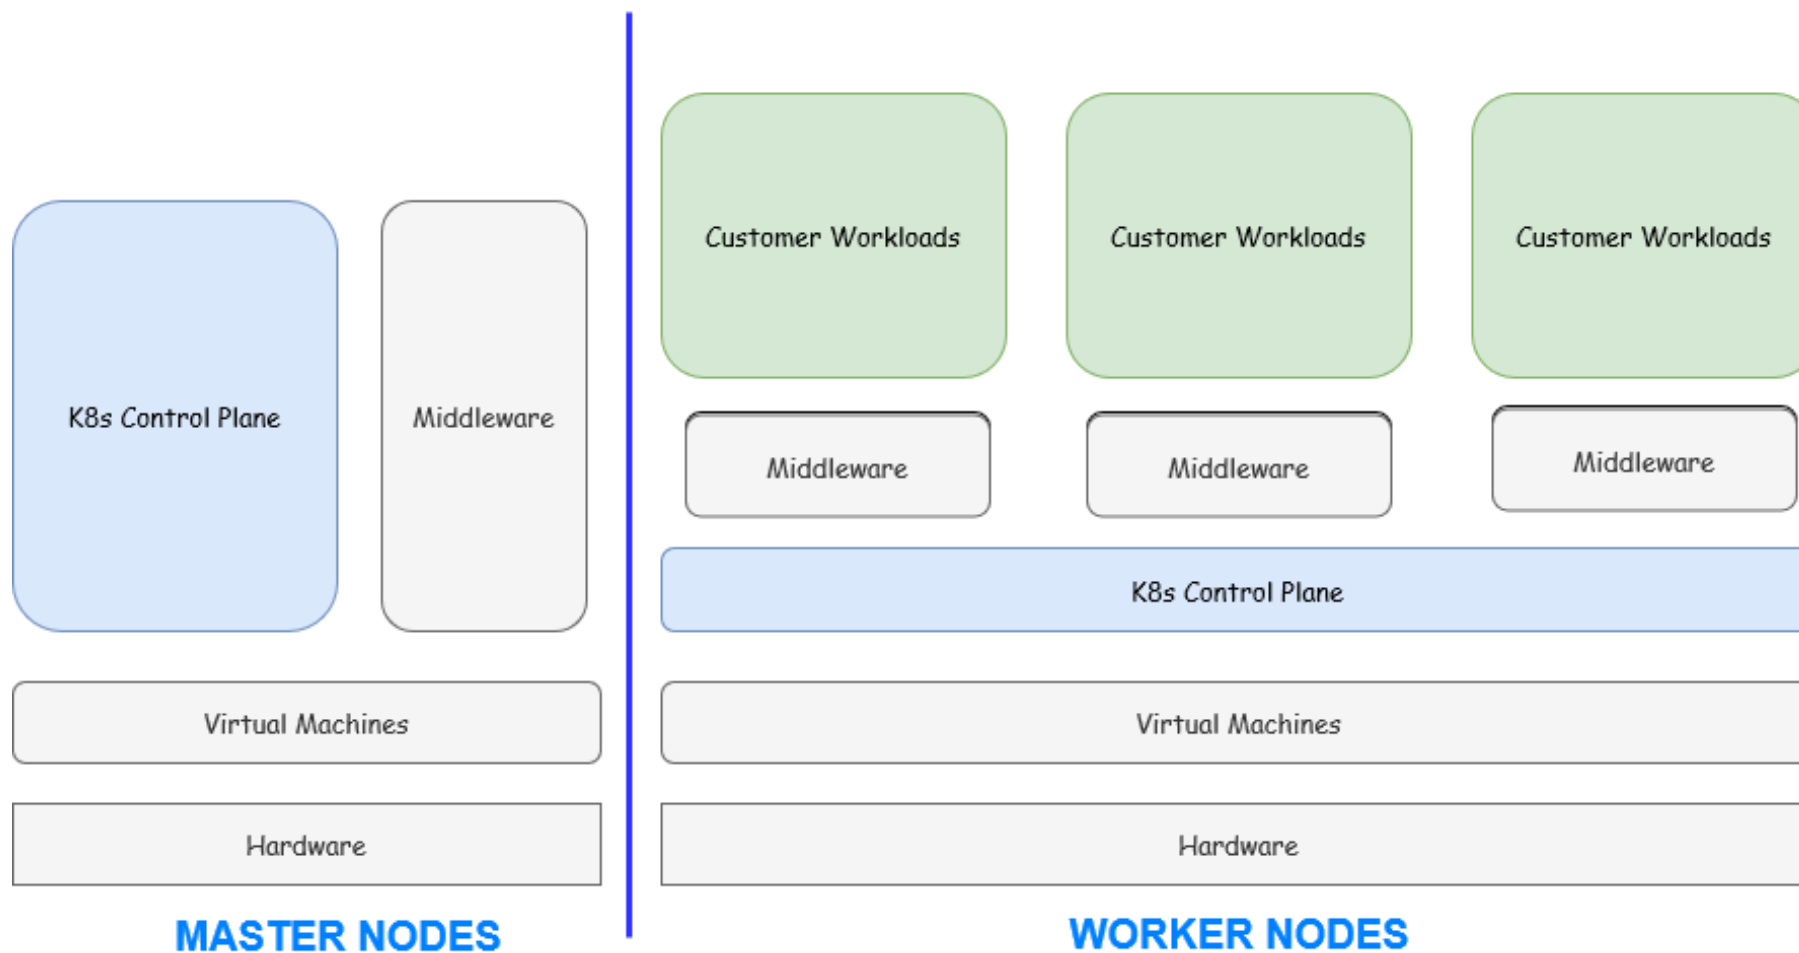 Customer Workloads
Customer Workloads
Customer Workloads
K8s Control Plane
Middleware
Middleware
Middleware
Middleware
K8s Control Plane
Virtual Machines
Virtual Machines
Hardware
Hardware
MASTER NODES
WORKER NODES